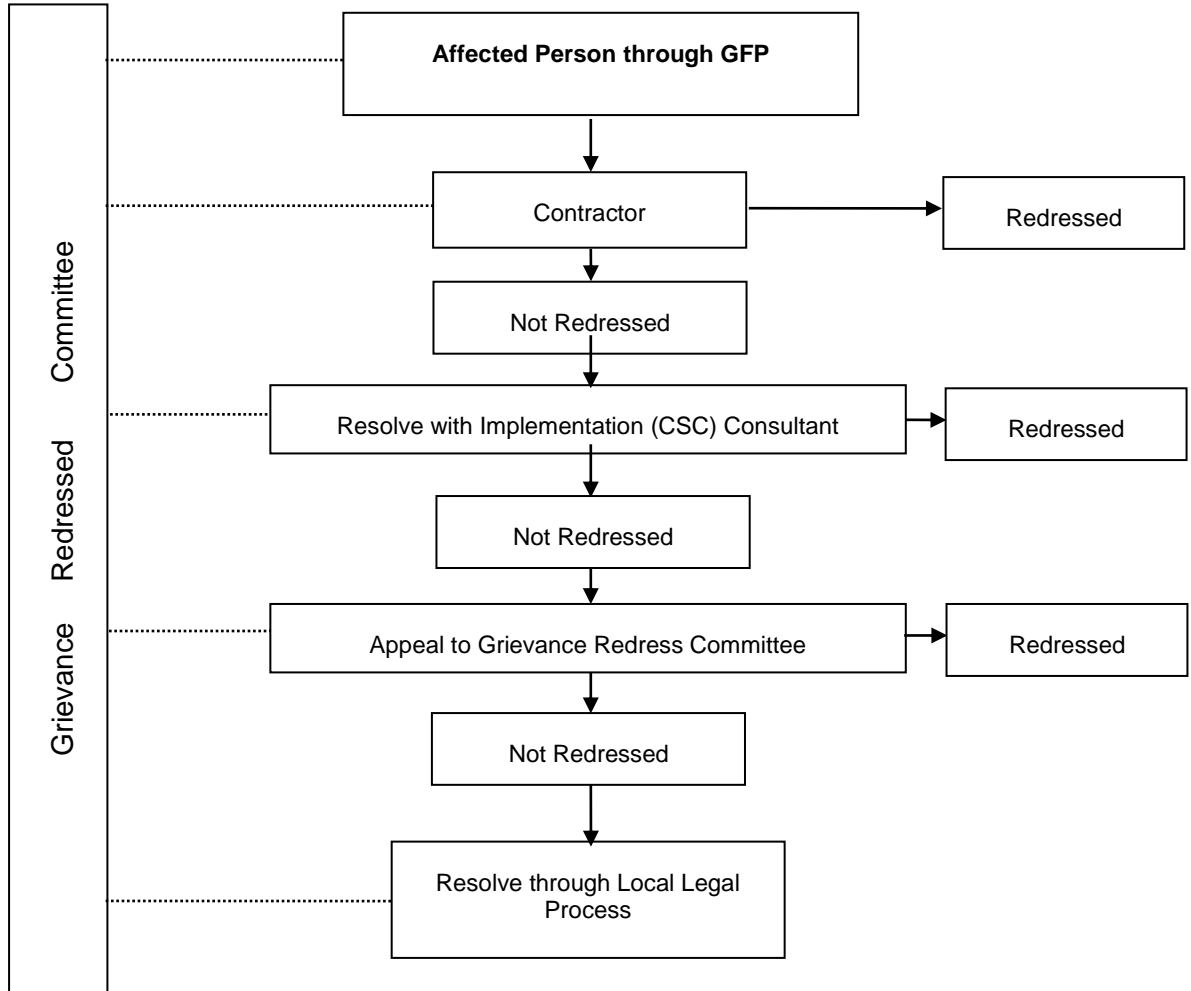 Affected Person through GFP
Contractor
Redressed
Not Redressed
Resolve with Implementation (CSC) Consultant
Redressed
Not Redressed
Appeal to Grievance Redress Committee
Redressed
Not Redressed
Resolve through Local Legal
Process
Grievance Redressed Committee